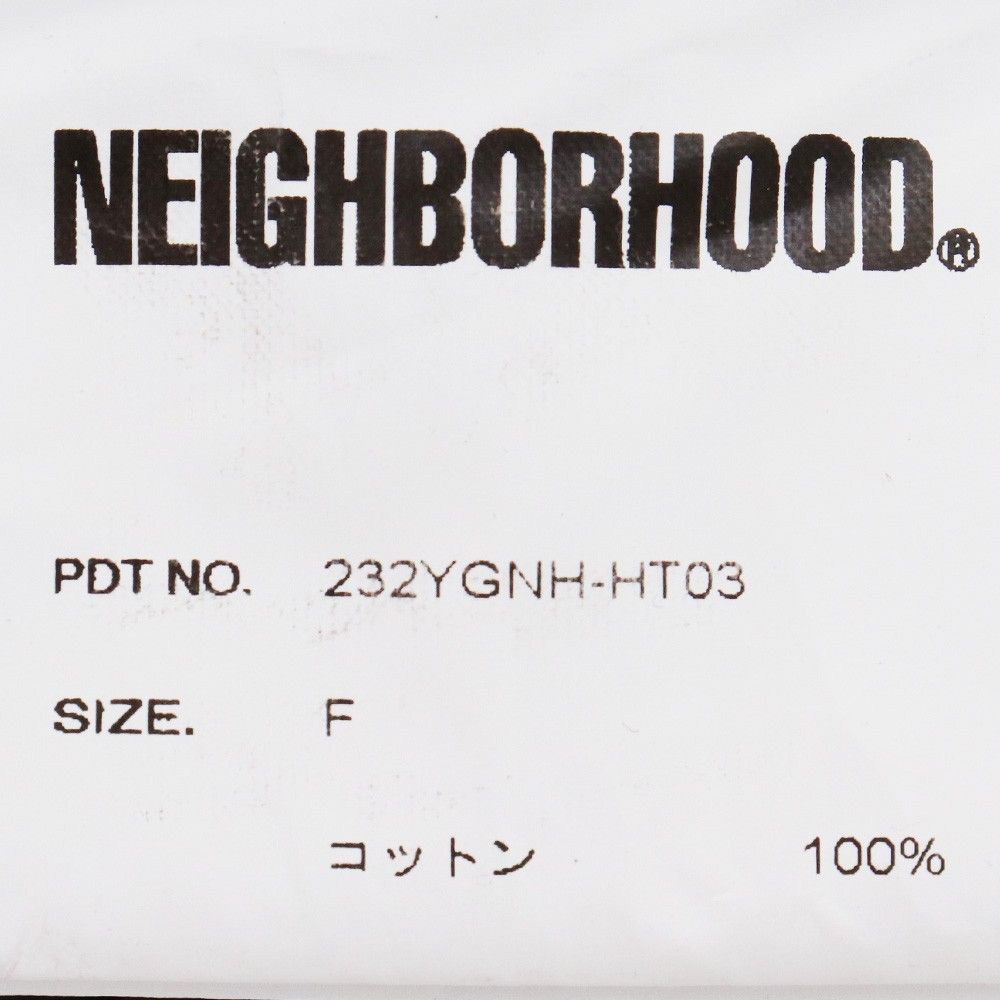 NEIGHBORHOOD®
PDT NO. 232YGNH-HT03
SIZE. F
コットン 100%